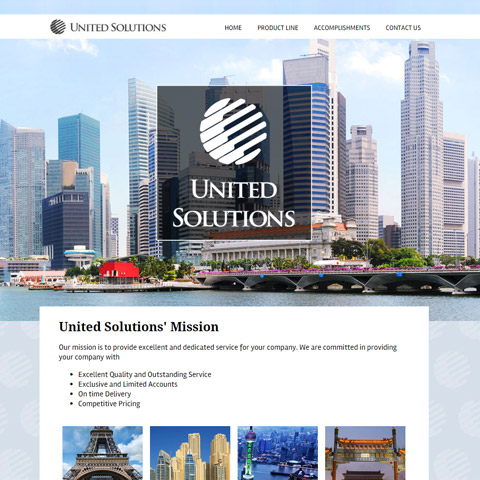 UNITED SOLUTIONS
HOME PRODUCT LINE ACCOMPLISHMENTS CONTACT US
UNITED
SOLUTIONS
United Solutions' Mission
Our mission is to provide excellent and dedicated service for your company. We are committed in providing
your company with
• Excellent Quality and Outstanding Service
• Exclusive and Limited Accounts
• On time Delivery
• Competitive Pricing